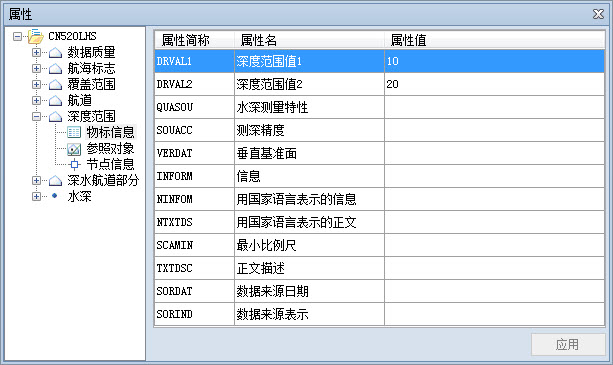 属性
CN520LHS
数据质量
航海标志
覆盖范围
航道
深度范围
物标信息
参照对象
节点信息
深水航道部分
水深
属性简称 属性名 属性值
DRVAL1 深度范围值1 10
DRVAL2 深度范围值2 20
QUASOU 水深测量特性
SOUACC 测深精度
VERDAT 垂直基准面
INFORM 信息
NINFOM 用国家语言表示的信息
NTXTDS 用国家语言表示的正文
SCAMIN 最小比例尺
TXTDSC 正文描述
SORDAT 数据来源日期
SORIND 数据来源表示
应用